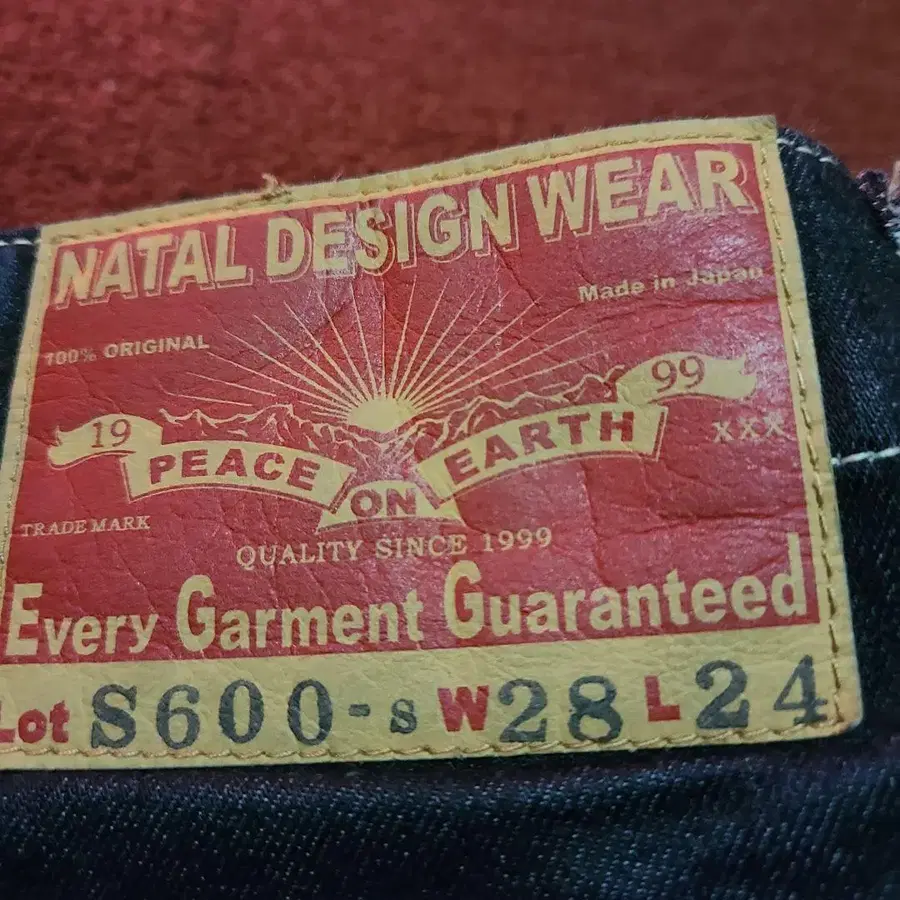 NATAL DESIGN WEAR
Made in Japan
100% ORIGINAL
19 PEACE ON EARTH 99
XXX
TRADE MARK
QUALITY SINCE 1999
Every Garment Guaranteed
Lot S600-s W28 L24